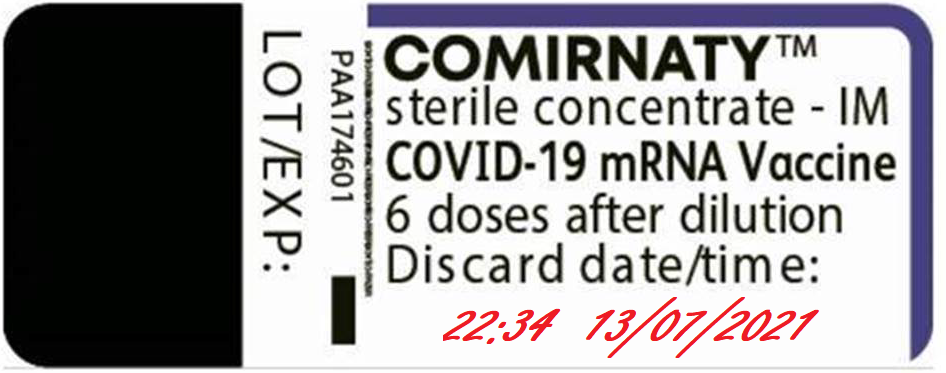 LOT/EXP:
PAA174601
COMIRNATY™
sterile concentrate - IM
COVID-19 mRNA Vaccine
6 doses after dilution
Discard date/time:
22:34 13/07/2021